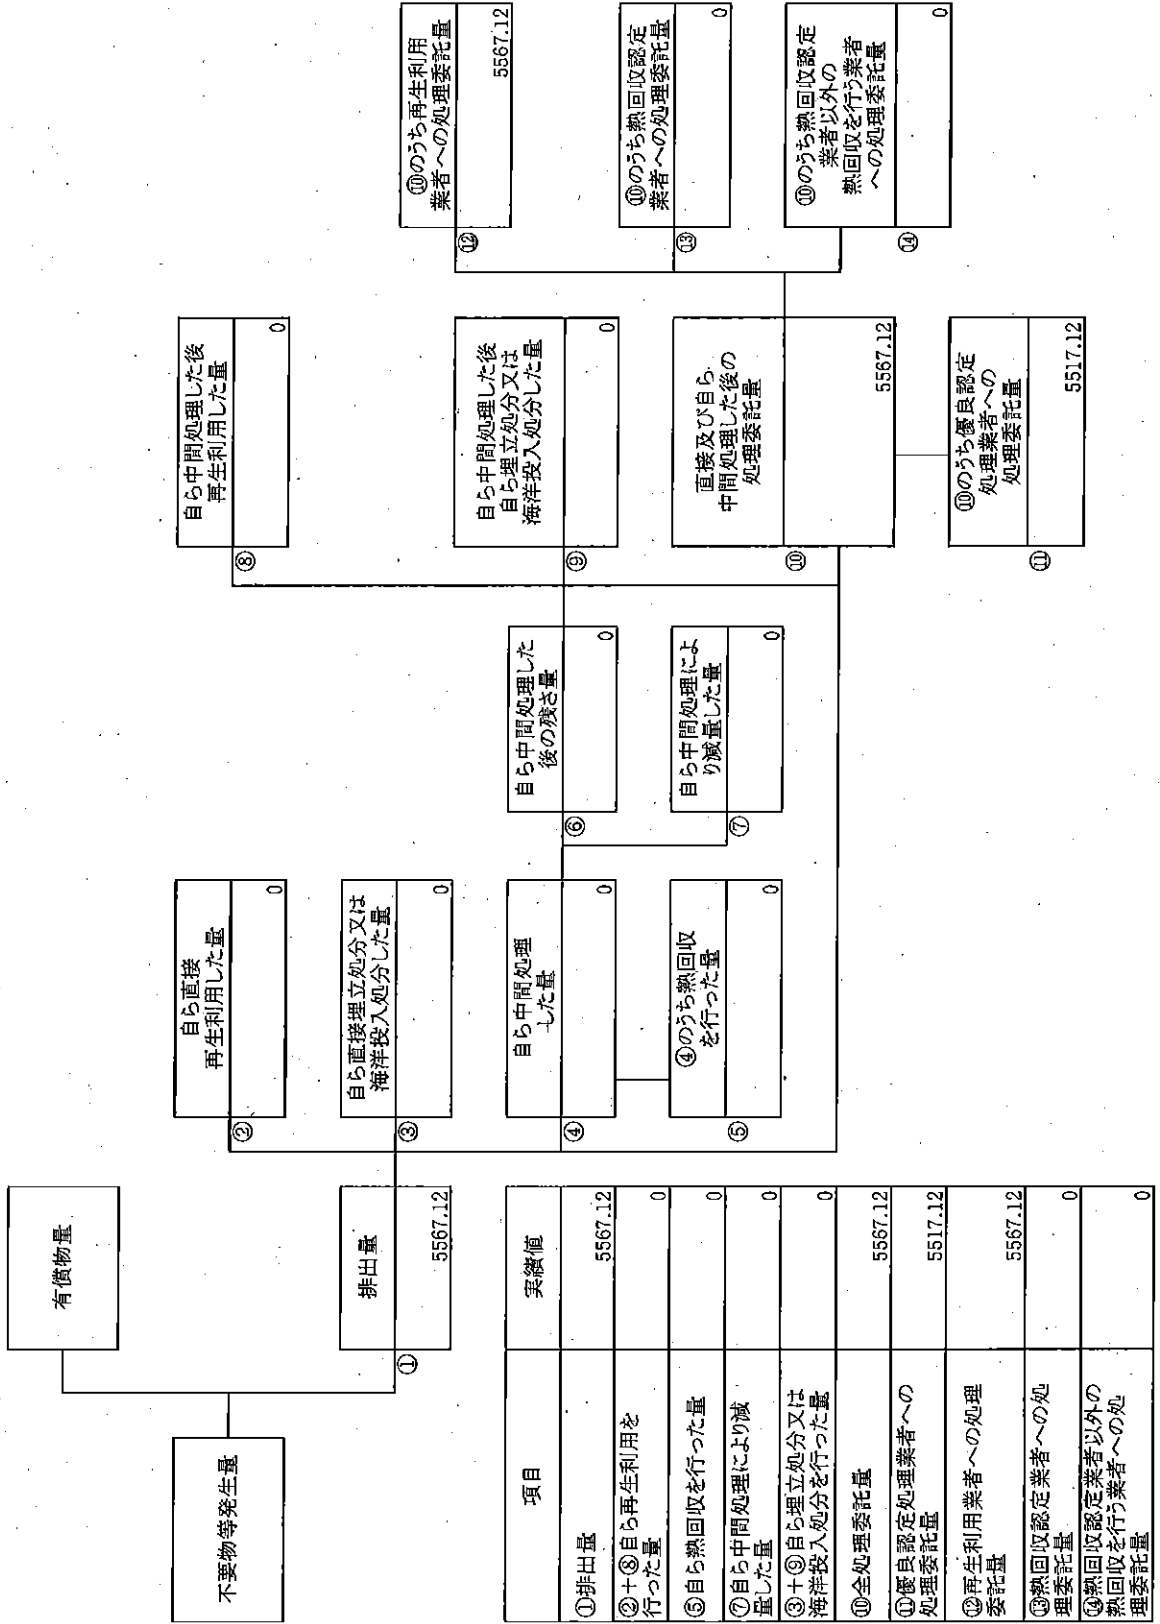 不要物等発生量
有償物量
排出量
①
5567.12
自ら直接
再生利用した量
②
0
自ら直接埋立処分又は
海洋投入処分した量
③
0
自ら中間処理
した量
④
0
④のうち熱回収
を行った量
⑤
0
自ら中間処理した
後の残さ量
⑥
0
自ら中間処理によ
り減量した量
⑦
0
自ら中間処理した後
再生利用した量
⑧
0
自ら中間処理した後
自ら埋立処分又は
海洋投入処分した量
⑨
0
直接及び自ら
中間処理した後の
処理委託量
⑩
5567.12
⑩のうち優良認定
処理業者への
処理委託量
⑪
5517.12
⑩のうち再生利用
業者への処理委託量
⑫
5567.12
⑩のうち熱回収認定
業者への処理委託量
⑬
0
⑩のうち熱回収認定
業者以外の
熱回収を行う業者
への処理委託量
⑭
0
項目 実績値
①排出量 5567.12
②+⑧自ら再生利用を
行った量 0
⑤自ら熱回収を行った量 0
⑦自ら中間処理により減
量した量 0
③+⑨自ら埋立処分又は
海洋投入処分を行った量 0
⑩全処理委託量 5567.12
⑪優良認定処理業者への
処理委託量 5517.12
⑫再生利用業者への処理
委託量 5567.12
⑬熱回収認定業者への処
理委託量 0
⑭熱回収認定業者以外の
熱回収を行う業者への処
理委託量 0